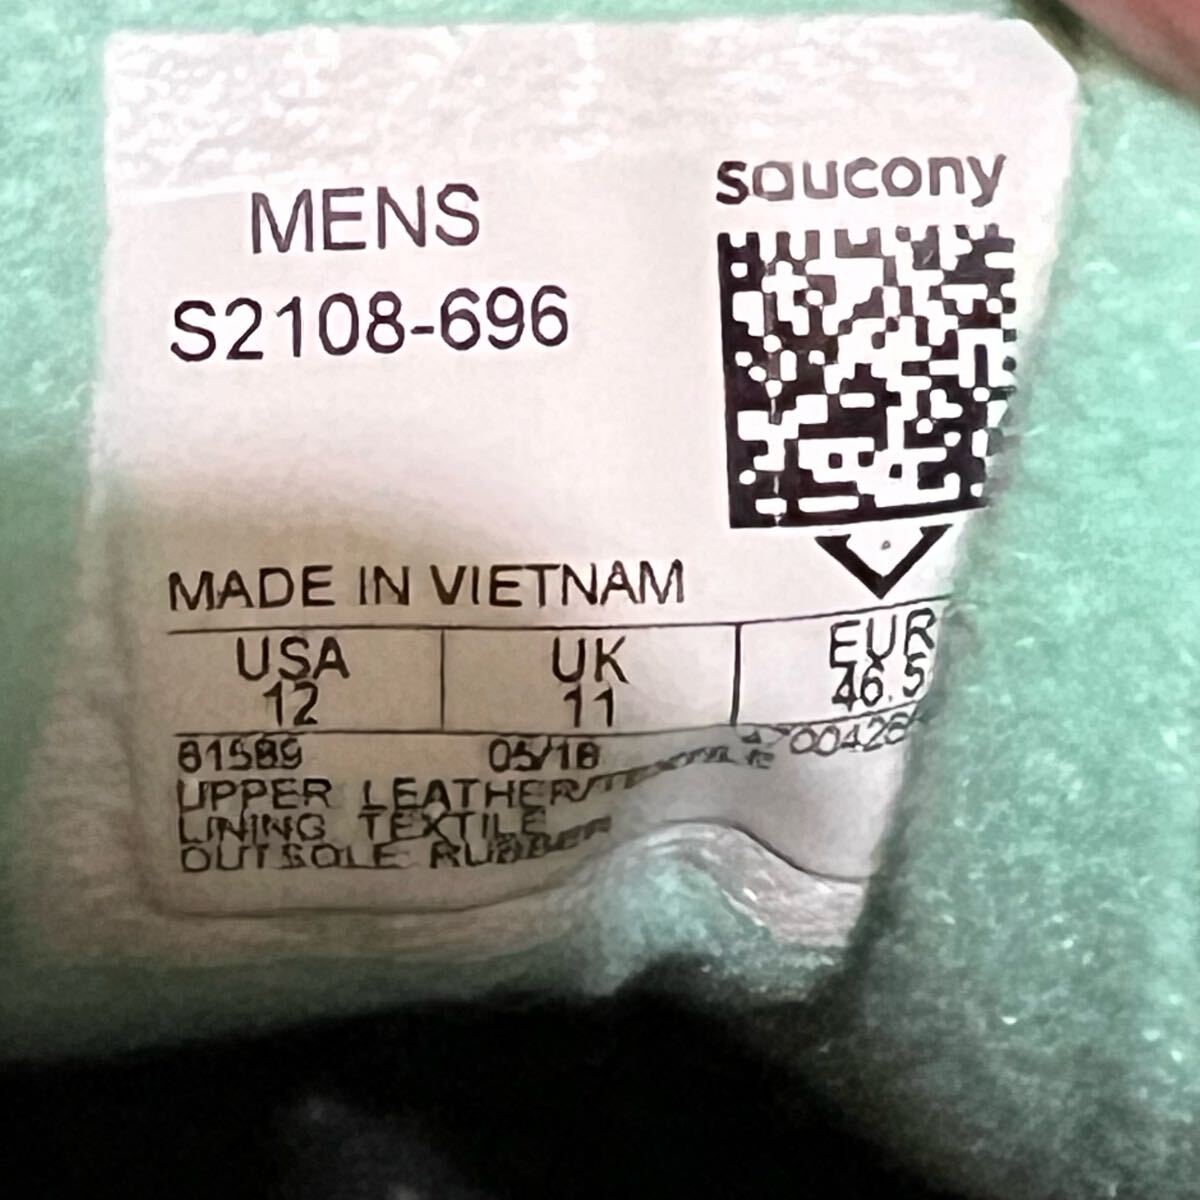 saucony
MENS
S2108-696
MADE IN VIETNAM
USA UK EUR
12 11 46.5
81589 05/18
UPPER LEATHER/TEXTILE
LINING TEXTILE
OUTSOLE RUBBER